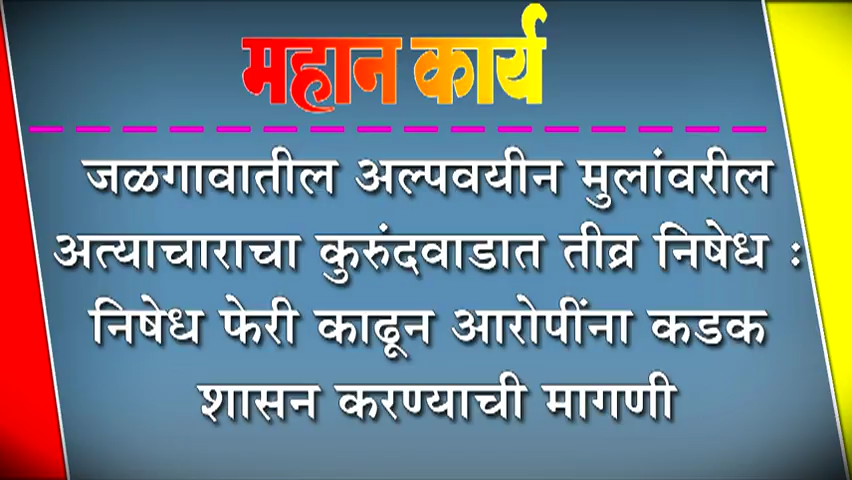 महान कार्य
जळगावातील अल्पवयीन मुलांवरील
अत्याचाराचा कुरुंदवाडात तीव्र निषेध :
निषेध फेरी काढून आरोपींना कडक
शासन करण्याची मागणी